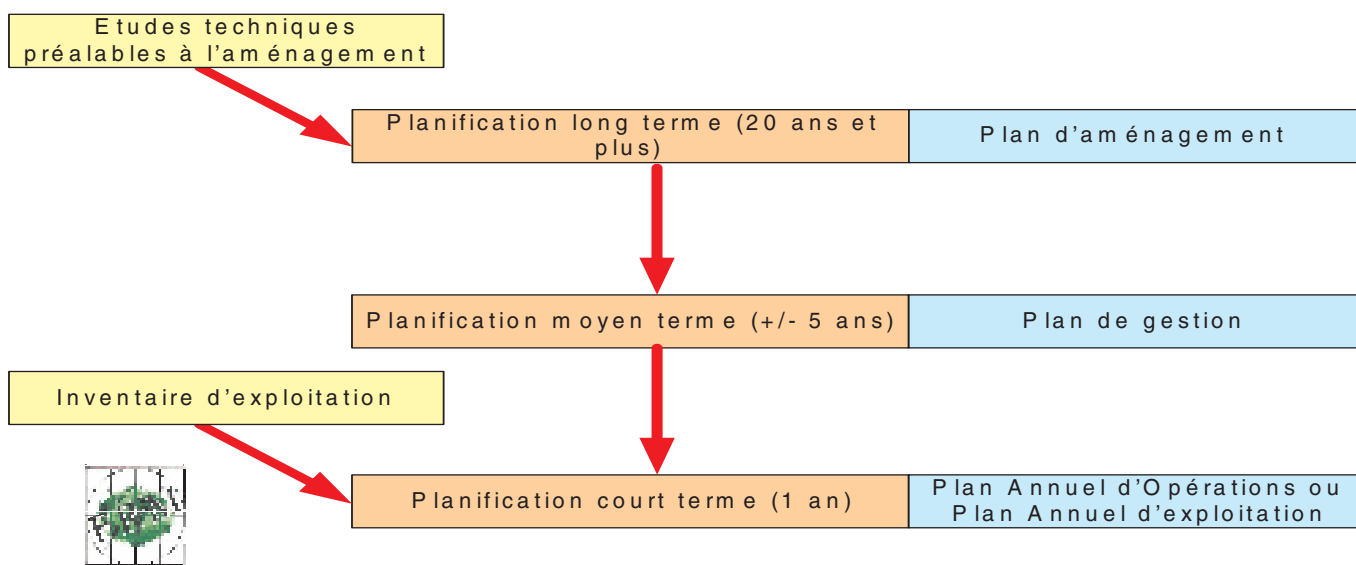 Etudes techniques
préalables à l'aménagement
Planification long terme (20 ans et
plus)
Plan d'aménagement
Planification moyen terme (+/- 5 ans)
Plan de gestion
Inventaire d'exploitation
Planification court terme (1 an)
Plan Annuel d'Opérations ou
Plan Annuel d'exploitation